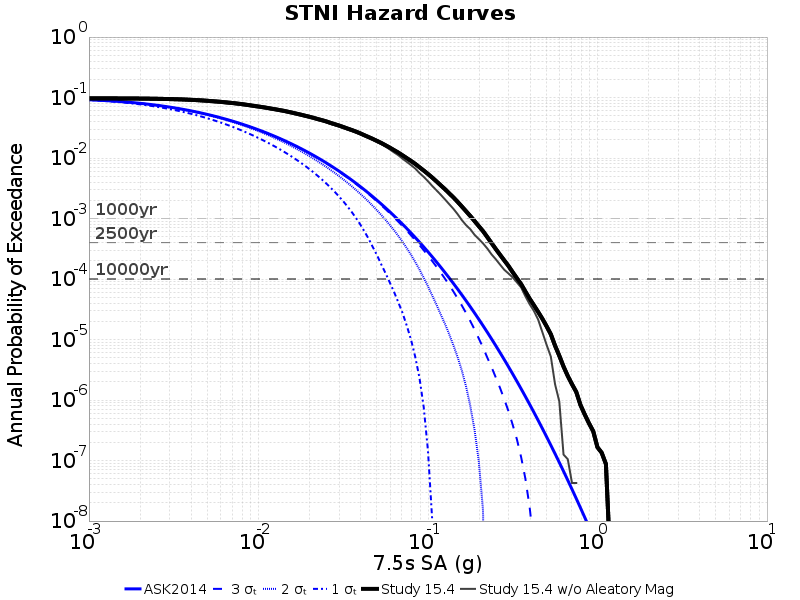 STNI Hazard Curves
Annual Probability of Exceedance
10^0
10^-1
10^-2
10^-3
10^-4
10^-5
10^-6
10^-7
10^-8
1000yr
2500yr
10000yr
10^-3 10^-2 10^-1 10^0 10^1
7.5s SA (g)
ASK2014 3 σₜ 2 σₜ 1 σₜ Study 15.4 Study 15.4 w/o Aleatory Mag